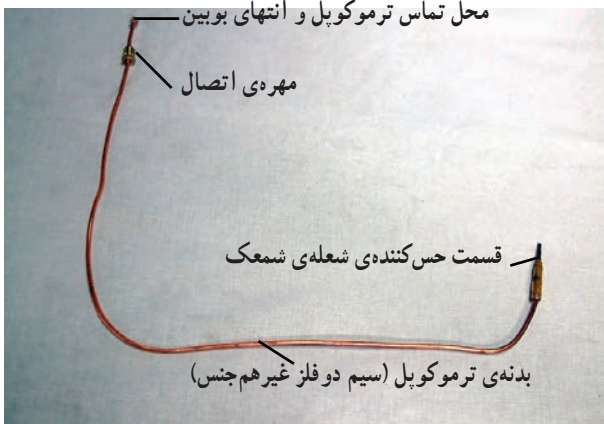 محل تماس ترموکوپل و انتهای بوبین
مهره‌ی اتصال
قسمت حس‌کننده‌ی شعله‌ی شمعک
بدنه‌ی ترموکوپل (سیم دو فلز غیرهم‌جنس)